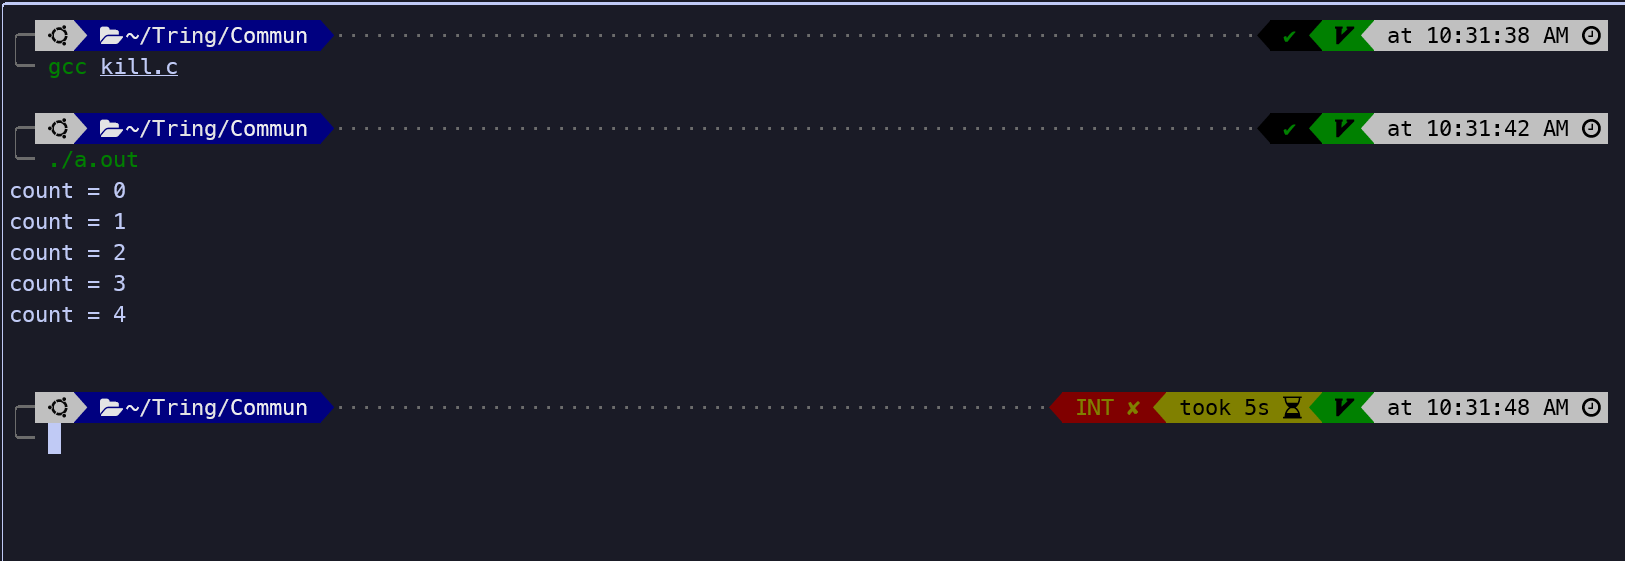 ~/Tring/Commun ✔ V at 10:31:38 AM
gcc kill.c
~/Tring/Commun ✔ V at 10:31:42 AM
./a.out
count = 0
count = 1
count = 2
count = 3
count = 4
~/Tring/Commun INT ✘ took 5s V at 10:31:48 AM